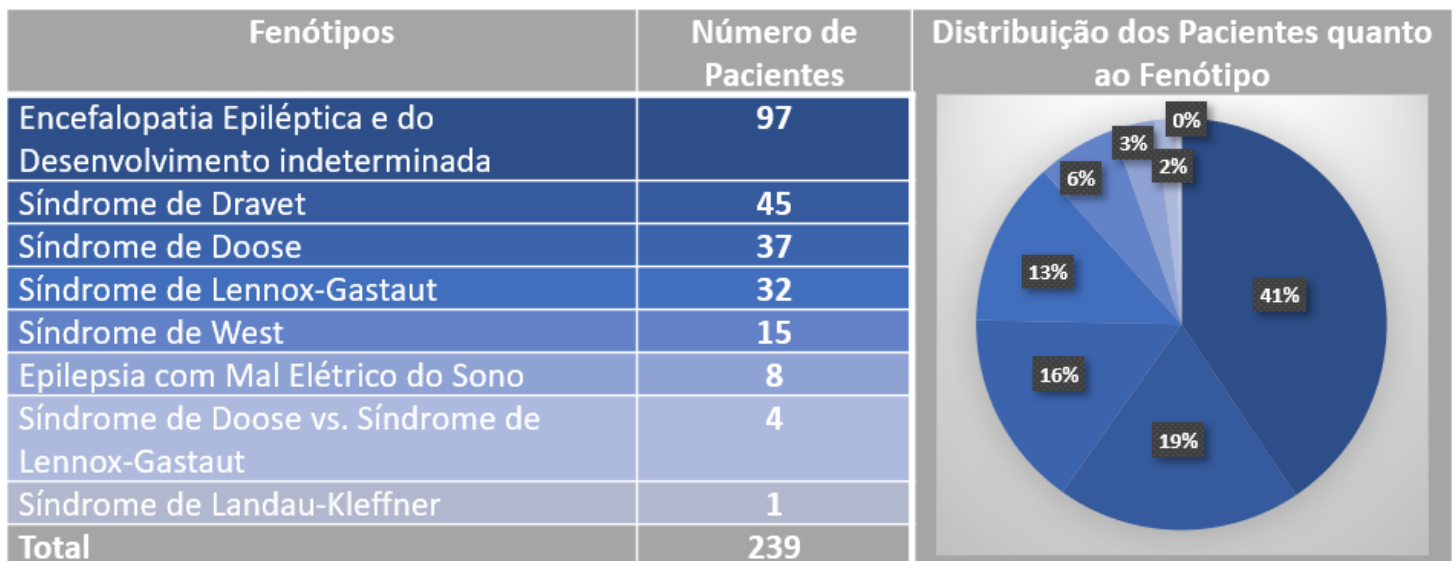 Fenótipos
Número de
Pacientes
Distribuição dos Pacientes quanto
ao Fenótipo
Encefalopatia Epiléptica e do
Desenvolvimento indeterminada
97
Síndrome de Dravet
45
Síndrome de Doose
37
Síndrome de Lennox-Gastaut
32
Síndrome de West
15
Epilepsia com Mal Elétrico do Sono
8
Síndrome de Doose vs. Síndrome de
Lennox-Gastaut
4
Síndrome de Landau-Kleffner
1
Total
239
0%
3%
2%
6%
13%
41%
16%
19%